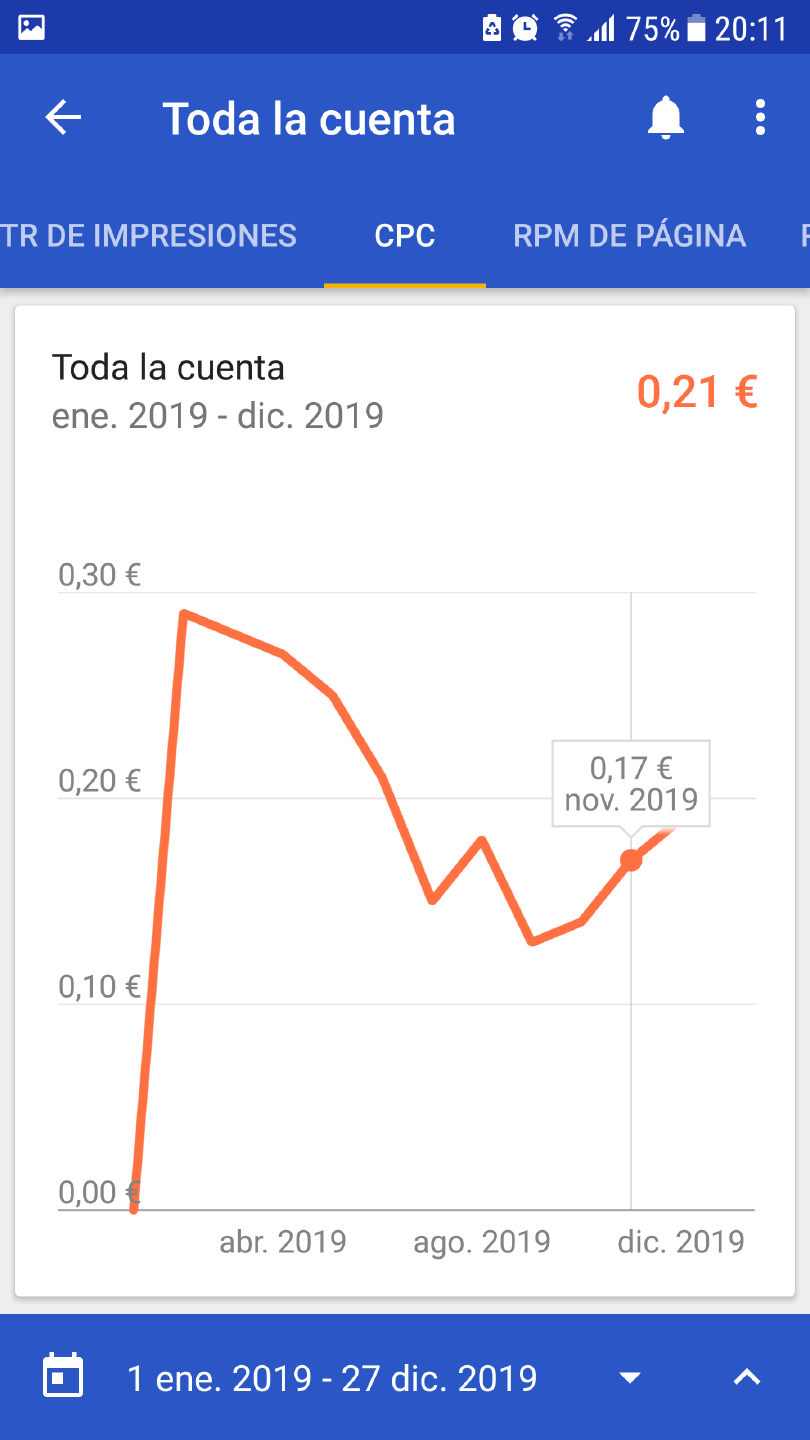 75% 20:11
Toda la cuenta
TR DE IMPRESIONES CPC RPM DE PÁGINA
Toda la cuenta
ene. 2019 - dic. 2019
0,21 €
0,30 €
0,20 €
0,17 €
nov. 2019
0,10 €
0,00 €
abr. 2019 ago. 2019 dic. 2019
1 ene. 2019 - 27 dic. 2019